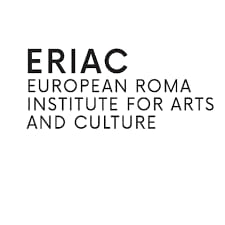 ERIAC
EUROPEAN ROMA
INSTITUTE FOR ARTS
AND CULTURE